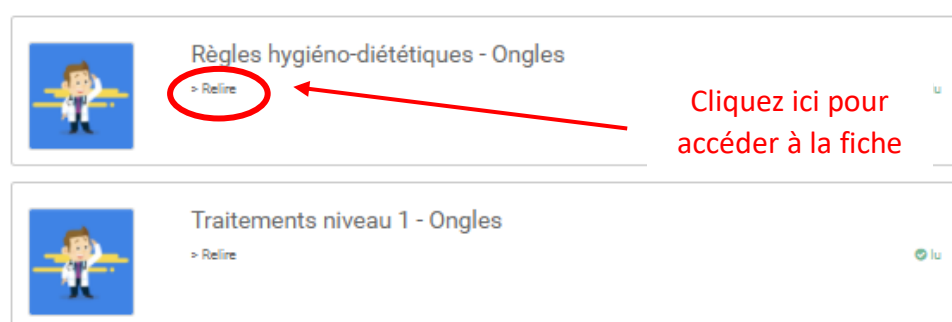 Règles hygiéno-diététiques - Ongles
> Relire
Cliquez ici pour
accéder à la fiche
u
Traitements niveau 1 - Ongles
> Relire
lu